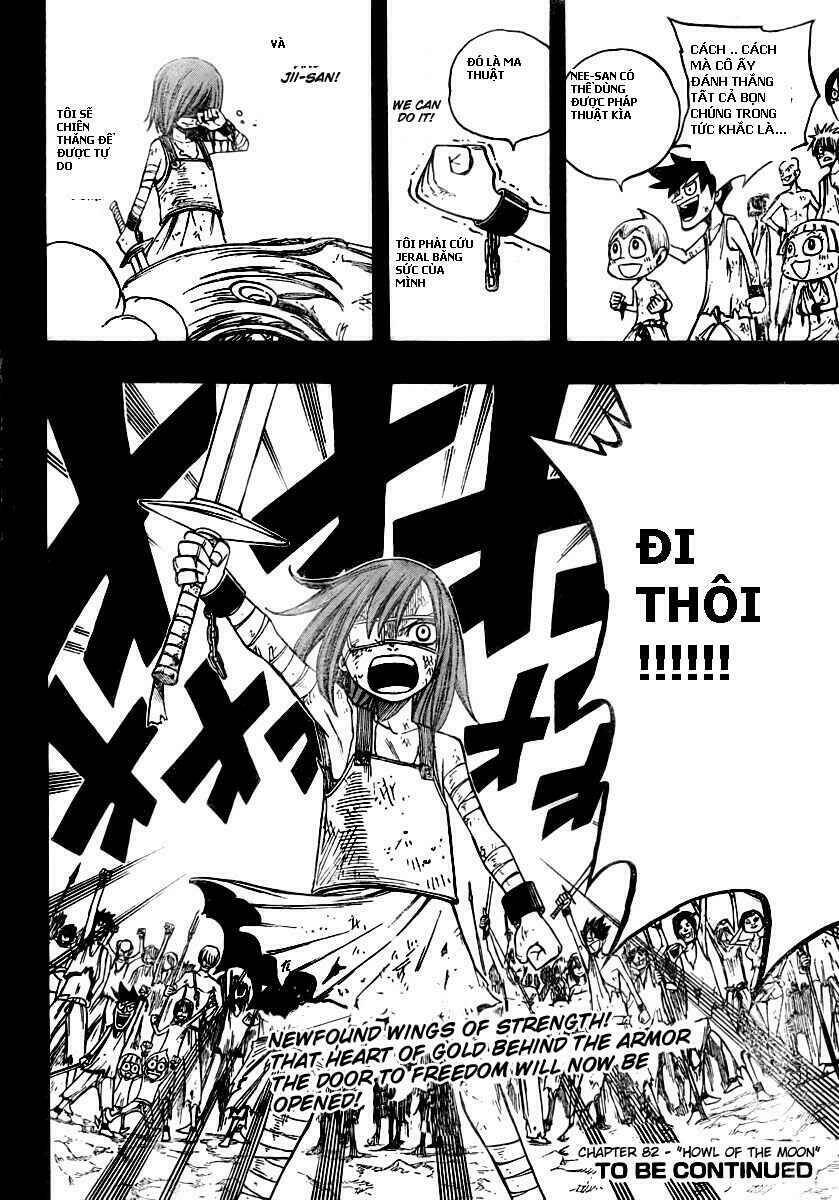 CÁCH .. CÁCH
MÀ CÔ ẤY
ĐÁNH THẮNG
TẤT CẢ BỌN
CHÚNG TRONG
TỨC KHẮC LÀ...
NEE-SAN CÓ
THỂ DÙNG
ĐƯỢC PHÁP
THUẬT KÌA
ĐÓ LÀ MA
THUẬT
WE CAN
DO IT!
TÔI PHẢI CỨU
JERAL BẰNG
SỨC CỦA
MÌNH
VÀ
JII-SAN!
TÔI SẼ
CHIẾN
THẮNG ĐỂ
ĐƯỢC TỰ
DO
ĐI
THÔI
!!!!!!
NEWFOUND WINGS OF STRENGTH!
THAT HEART OF GOLD BEHIND THE ARMOR
THE DOOR TO FREEDOM WILL NOW BE
OPENED!
CHAPTER 82 - "HOWL OF THE MOON"
TO BE CONTINUED